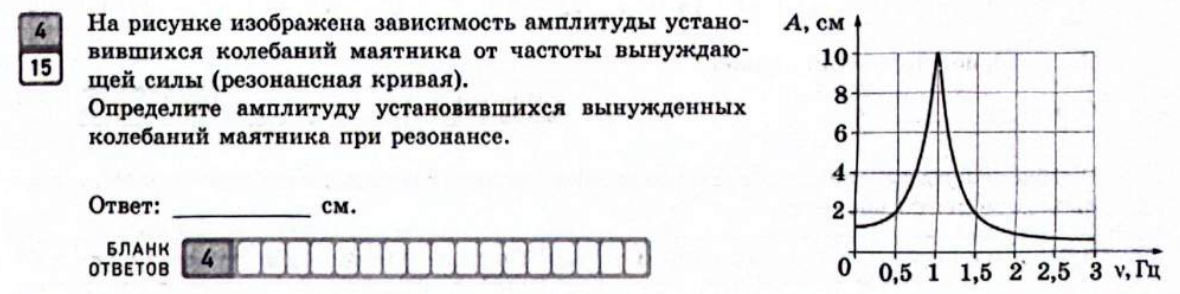 4
15
На рисунке изображена зависимость амплитуды устано-
вившихся колебаний маятника от частоты вынуждаю-
щей силы (резонансная кривая).
Определите амплитуду установившихся вынужденных
колебаний маятника при резонансе.
Ответ: ____________ см.
БЛАНК
ОТВЕТОВ
4
A, см
10
8
6
4
2
0 0,5 1 1,5 2 2,5 3 ν, Гц